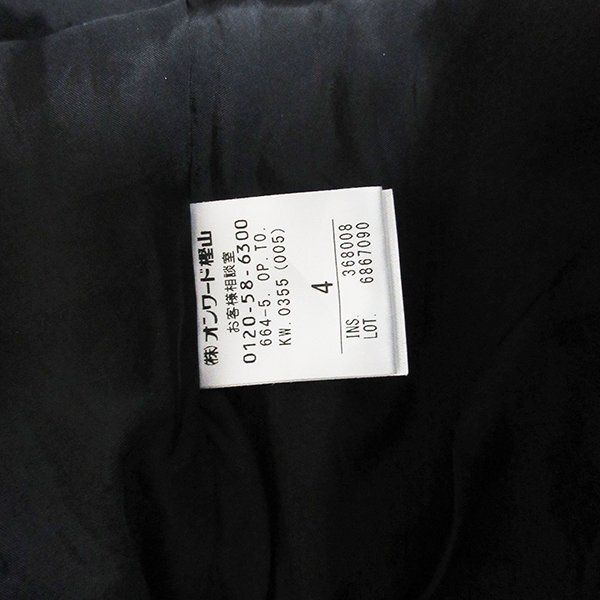 ㈱オンワード樫山
お客様相談室
0120-58-6300
664-5. OP.TO.
KW.0355(005)
4
INS. 368008
LOT. 6867090